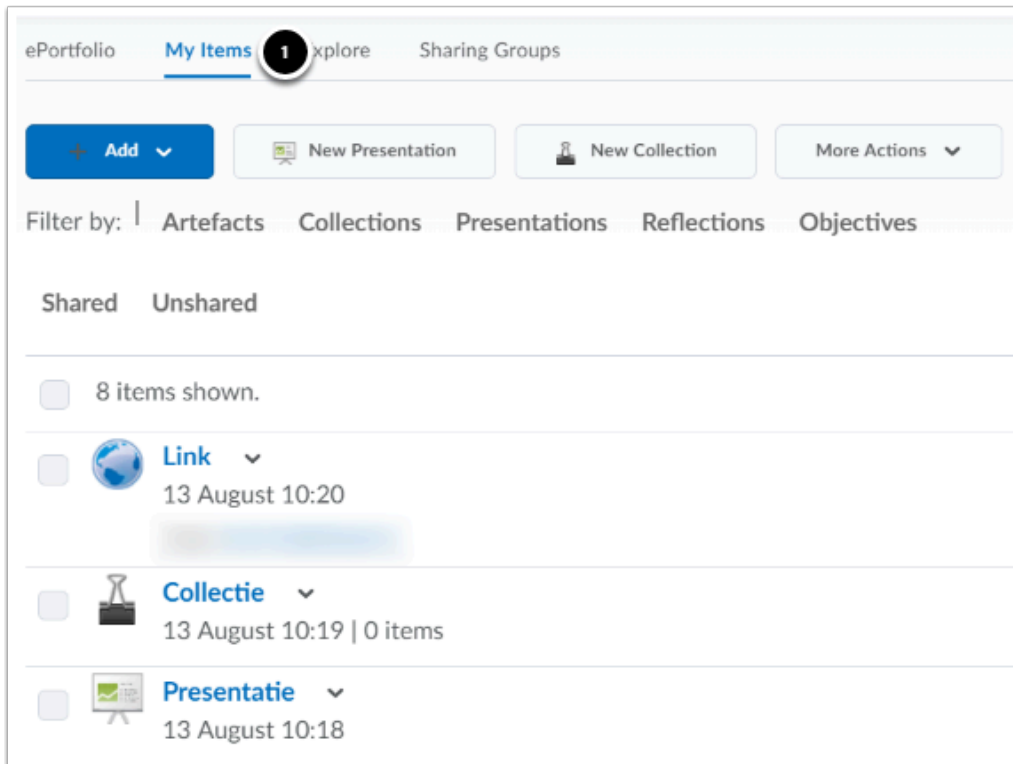 ePortfolio My Items 1 xplore Sharing Groups
+ Add New Presentation New Collection More Actions
Filter by: Artefacts Collections Presentations Reflections Objectives
Shared Unshared
8 items shown.
Link
13 August 10:20
Collectie
13 August 10:19 | 0 items
Presentatie
13 August 10:18